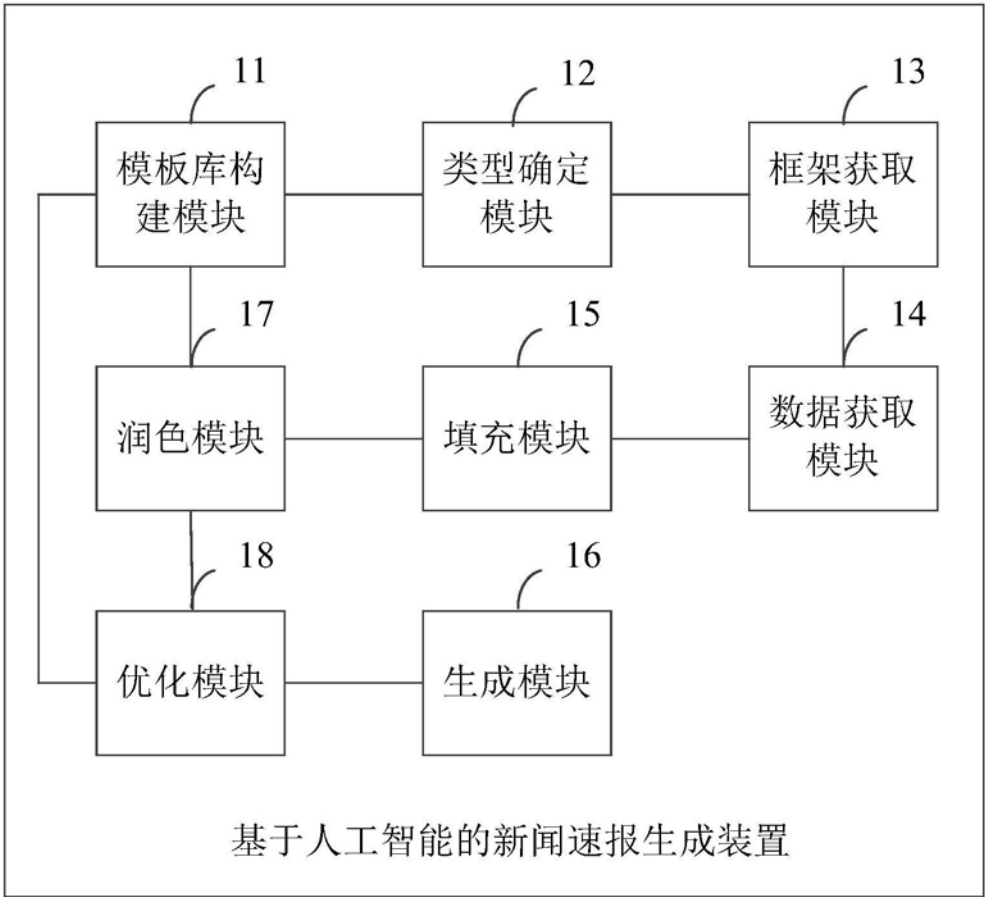 11
12
13
模板库构
建模块
类型确定
模块
框架获取
模块
17
15
14
润色模块
填充模块
数据获取
模块
18
16
优化模块
生成模块
基于人工智能的新闻速报生成装置